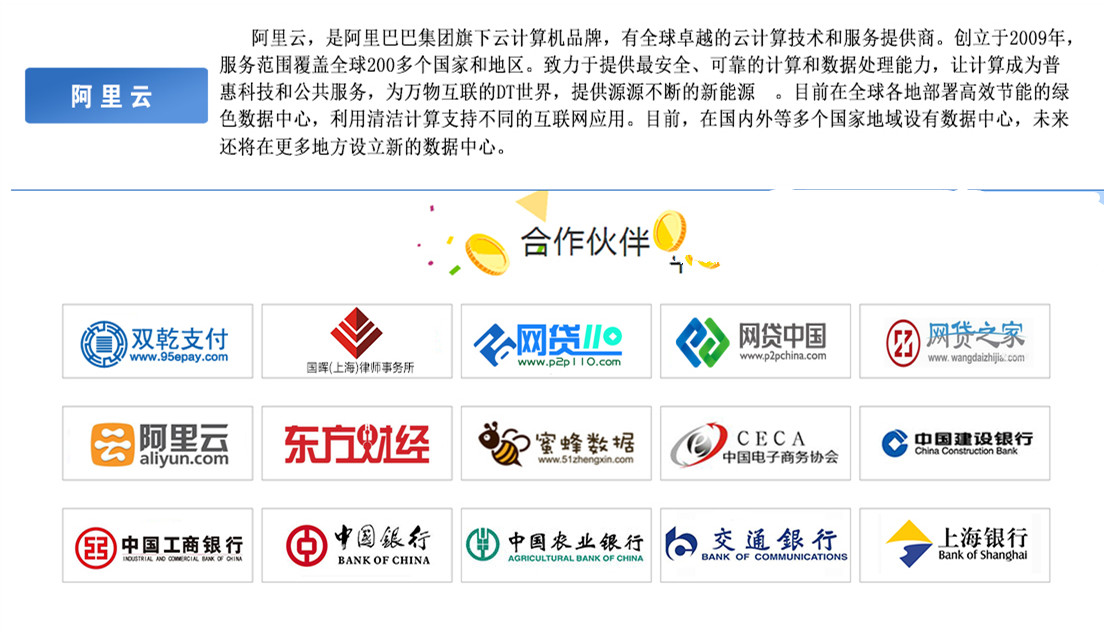 阿里云
阿里云，是阿里巴巴集团旗下云计算机品牌，有全球卓越的云计算技术和服务提供商。创立于2009年，
服务范围覆盖全球200多个国家和地区。致力于提供最安全、可靠的计算和数据处理能力，让计算成为普
惠科技和公共服务，为万物互联的DT世界，提供源源不断的新能源 。目前在全球各地部署高效节能的绿
色数据中心，利用清洁计算支持不同的互联网应用。目前，在国内外等多个国家地域设有数据中心，未来
还将在更多地方设立新的数据中心。
合作伙伴
双乾支付
www.95epay.com
国晖(上海)律师事务所
网贷110
www.p2p110.com
网贷中国
www.p2pchina.com
网贷之家
www.wangdaizhijia.com
阿里云
aliyun.com
东方财经
蜜蜂数据
www.51zhengxin.com
CECA
中国电子商务协会
中国建设银行
China Construction Bank
中国工商银行
INDUSTRIAL AND COMMERCIAL BANK OF CHINA
中国銀行
BANK OF CHINA
中国农业银行
AGRICULTURAL BANK OF CHINA
交通銀行
BANK OF COMMUNICATIONS
上海银行
Bank of Shanghai